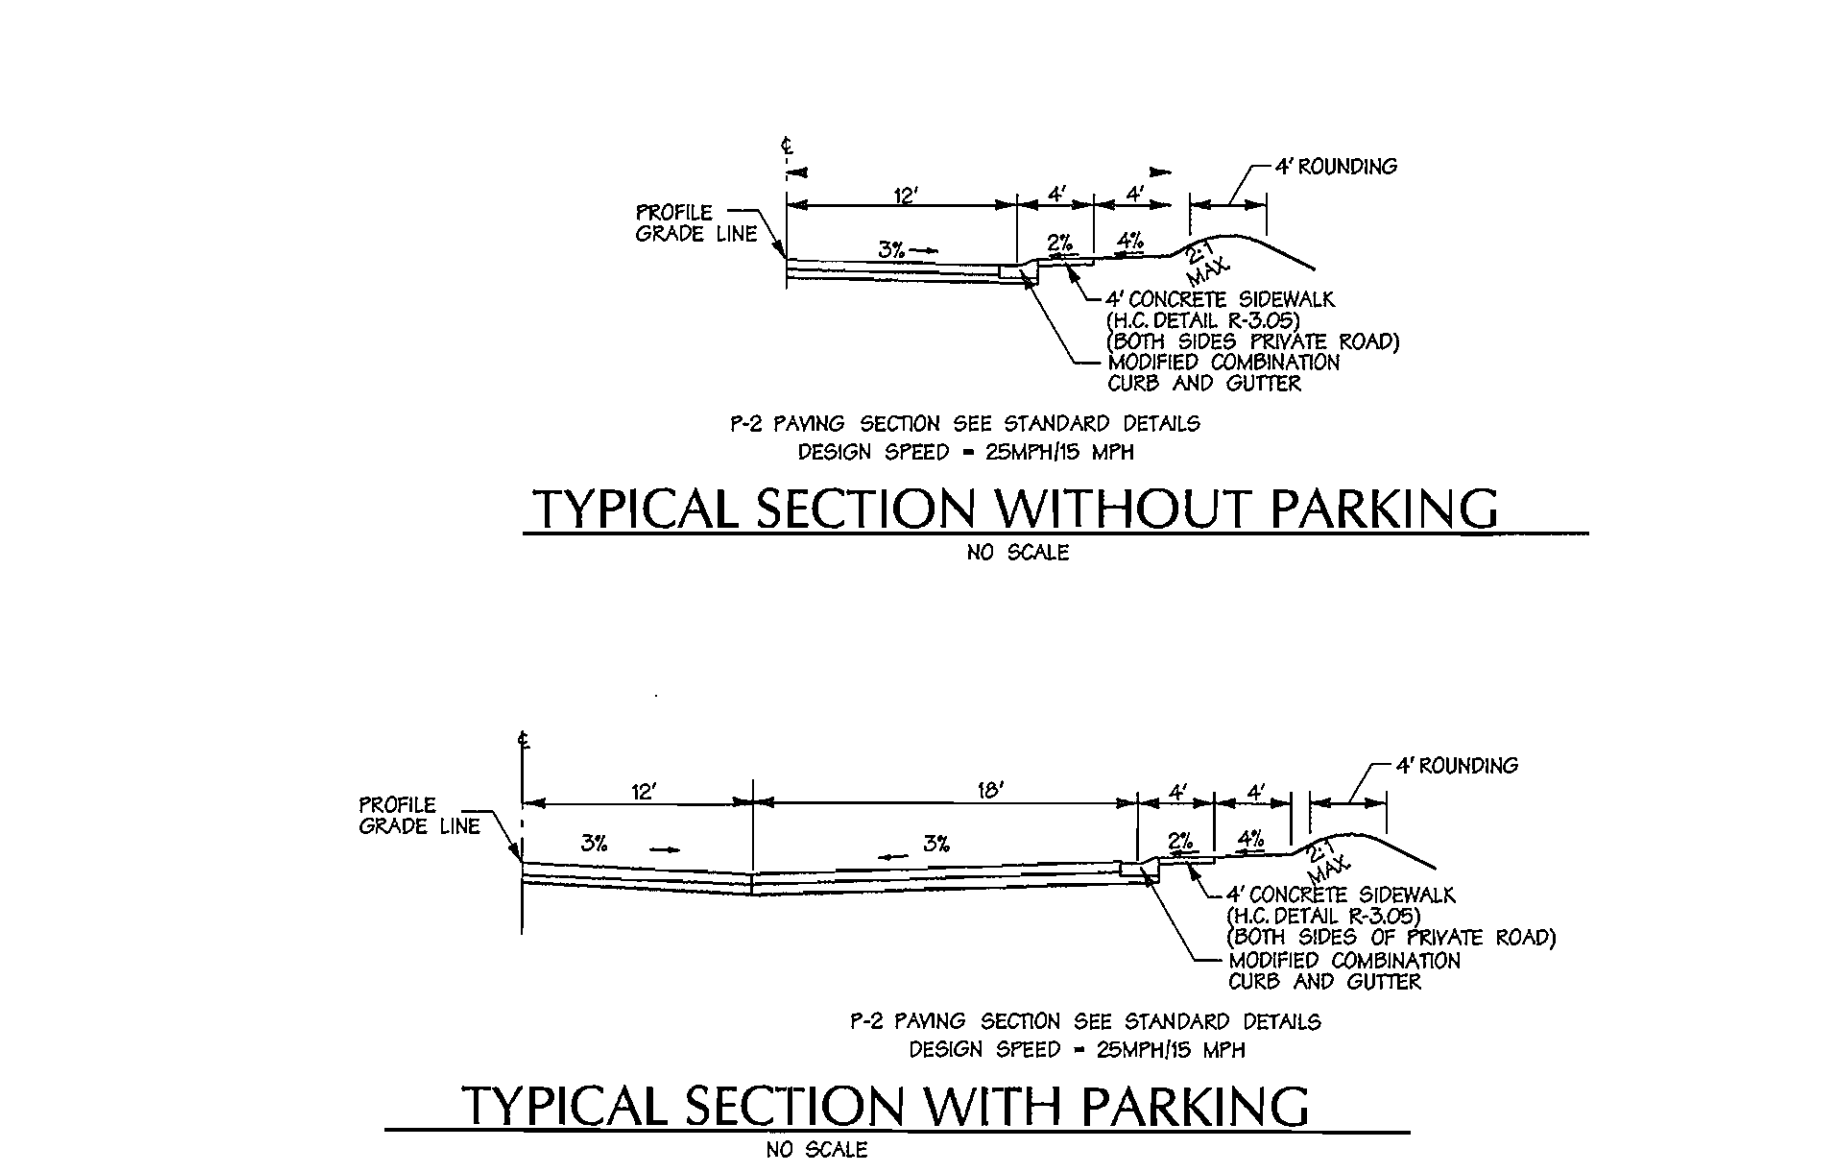 ℄
4' ROUNDING
12'
4'
4'
PROFILE
GRADE LINE
3%
2%
4%
2:1
MAX
4' CONCRETE SIDEWALK
(H.C. DETAIL R-3.05)
(BOTH SIDES PRIVATE ROAD)
MODIFIED COMBINATION
CURB AND GUTTER
P-2 PAVING SECTION SEE STANDARD DETAILS
DESIGN SPEED = 25MPH/15 MPH
TYPICAL SECTION WITHOUT PARKING
NO SCALE
℄
4' ROUNDING
12'
18'
4'
4'
PROFILE
GRADE LINE
3%
3%
2%
4%
2:1
MAX
4' CONCRETE SIDEWALK
(H.C. DETAIL R-3.05)
(BOTH SIDES OF PRIVATE ROAD)
MODIFIED COMBINATION
CURB AND GUTTER
P-2 PAVING SECTION SEE STANDARD DETAILS
DESIGN SPEED = 25MPH/15 MPH
TYPICAL SECTION WITH PARKING
NO SCALE